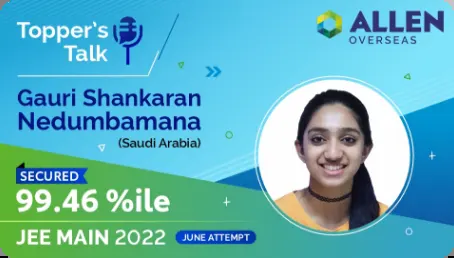 Topper's
Talk
ALLEN
OVERSEAS
Gauri Shankaran
Nedumbamana
(Saudi Arabia)
SECURED
99.46 %ile
JEE MAIN 2022 JUNE ATTEMPT